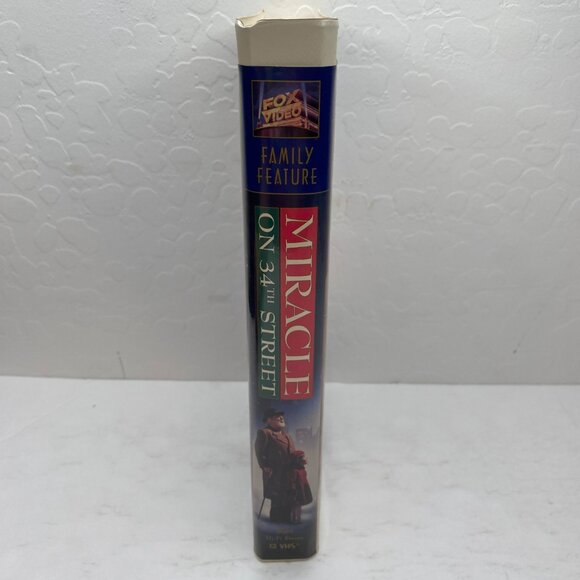 FOX
VIDEO
FAMILY
FEATURE
MIRACLE
ON 34TH STREET
VHS